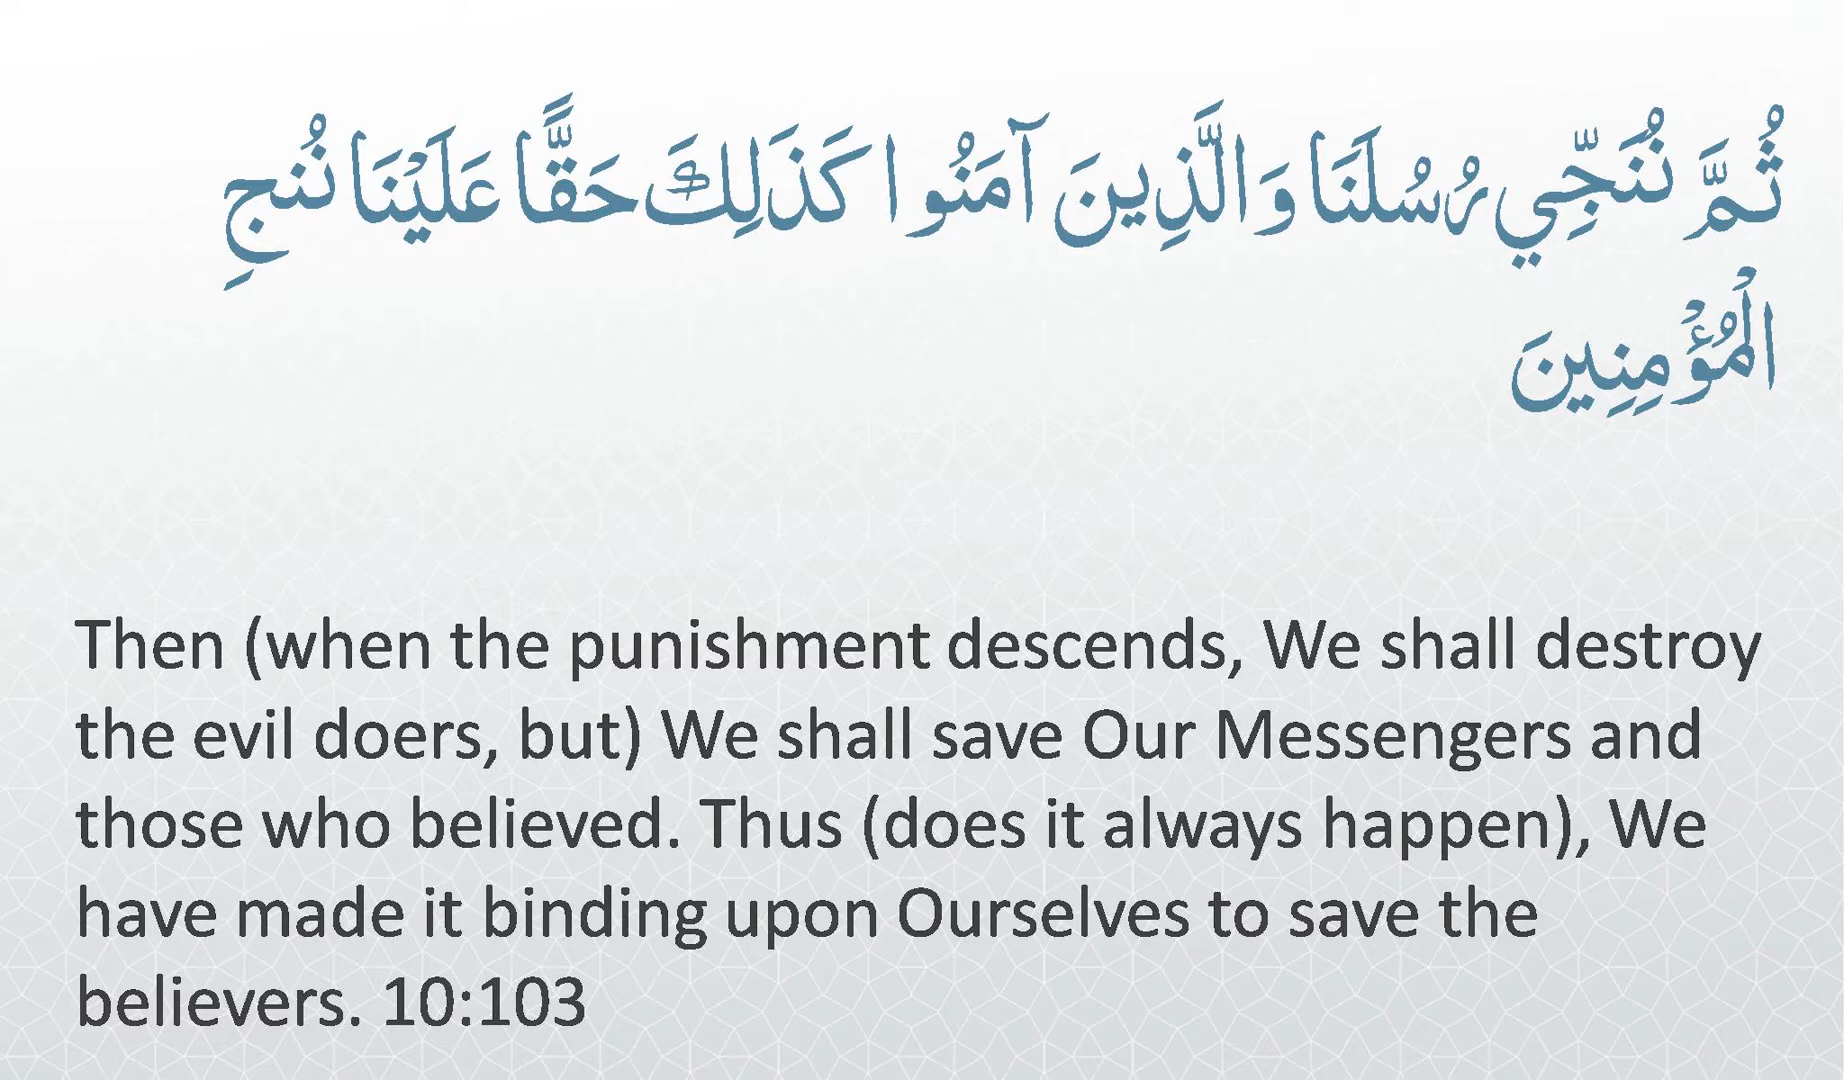 ثُمَّ نُنَجِّي رُسُلَنَا وَالَّذِينَ آمَنُوا كَذَلِكَ حَقًّا عَلَيْنَا نُنجِ
الْمُؤْمِنِينَ
Then (when the punishment descends, We shall destroy
the evil doers, but) We shall save Our Messengers and
those who believed. Thus (does it always happen), We
have made it binding upon Ourselves to save the
believers. 10:103